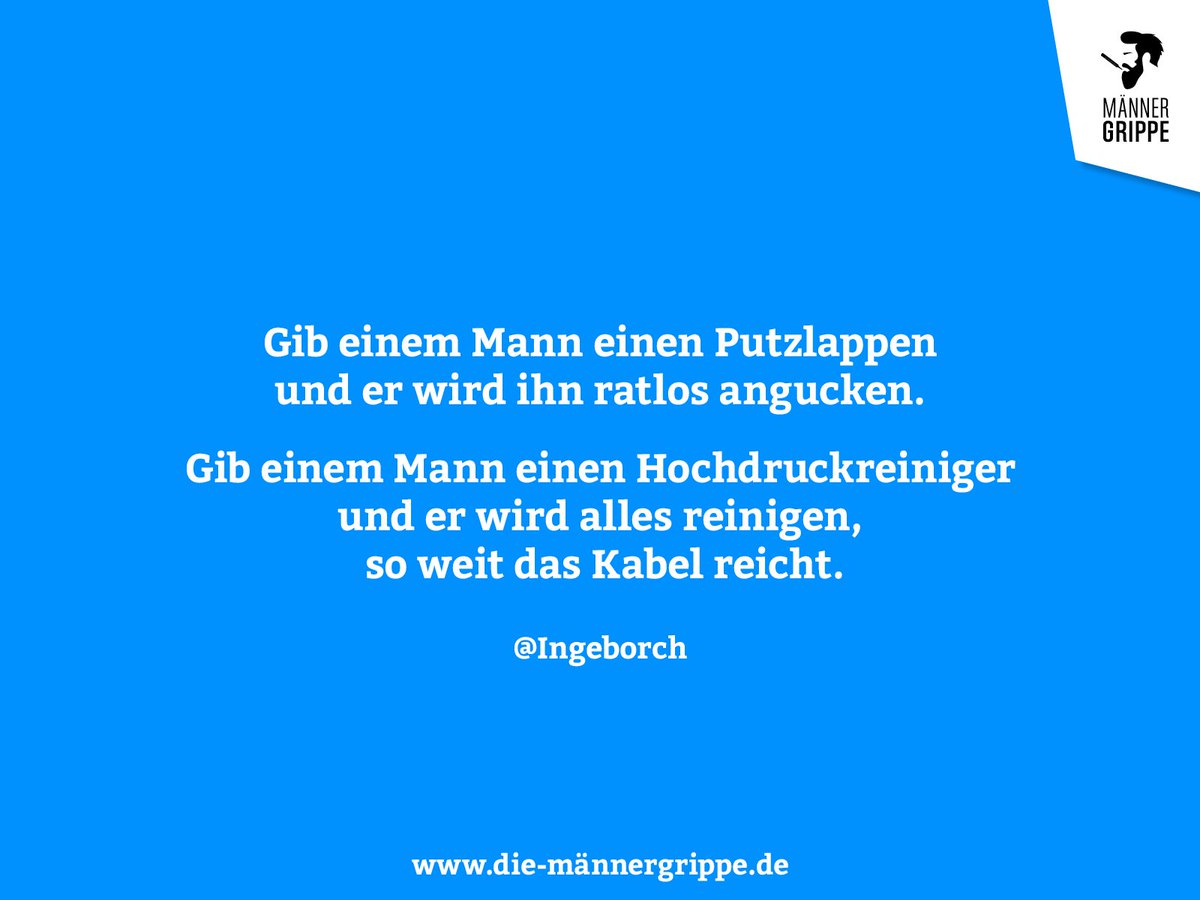 MÄNNER
GRIPPE
Gib einem Mann einen Putzlappen
und er wird ihn ratlos angucken.
Gib einem Mann einen Hochdruckreiniger
und er wird alles reinigen,
so weit das Kabel reicht.
@Ingeborch
www.die-männergrippe.de